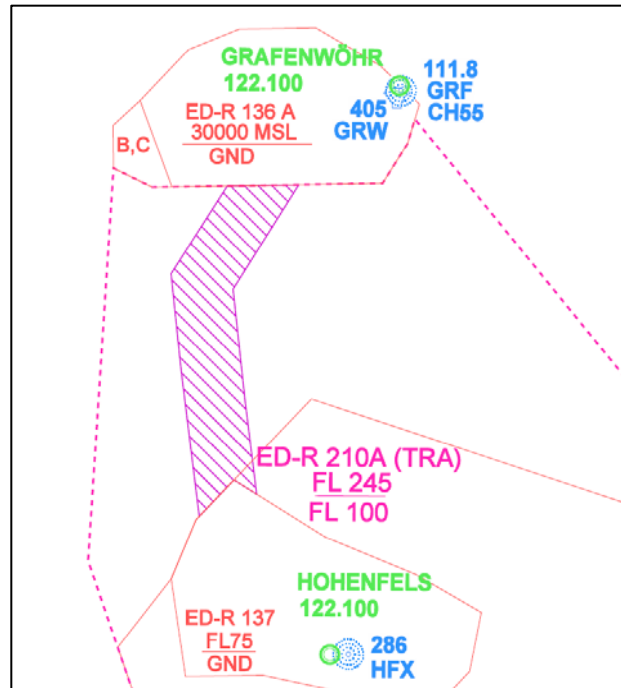 GRAFENWÖHR
122.100
111.8
GRF
CH55
405
GRW
ED-R 136 A
30000 MSL
GND
B,C
ED-R 210A (TRA)
FL 245
FL 100
HOHENFELS
122.100
ED-R 137
FL75
GND
286
HFX